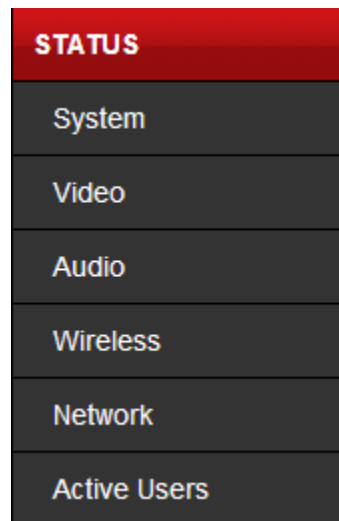 STATUS
System
Video
Audio
Wireless
Network
Active Users